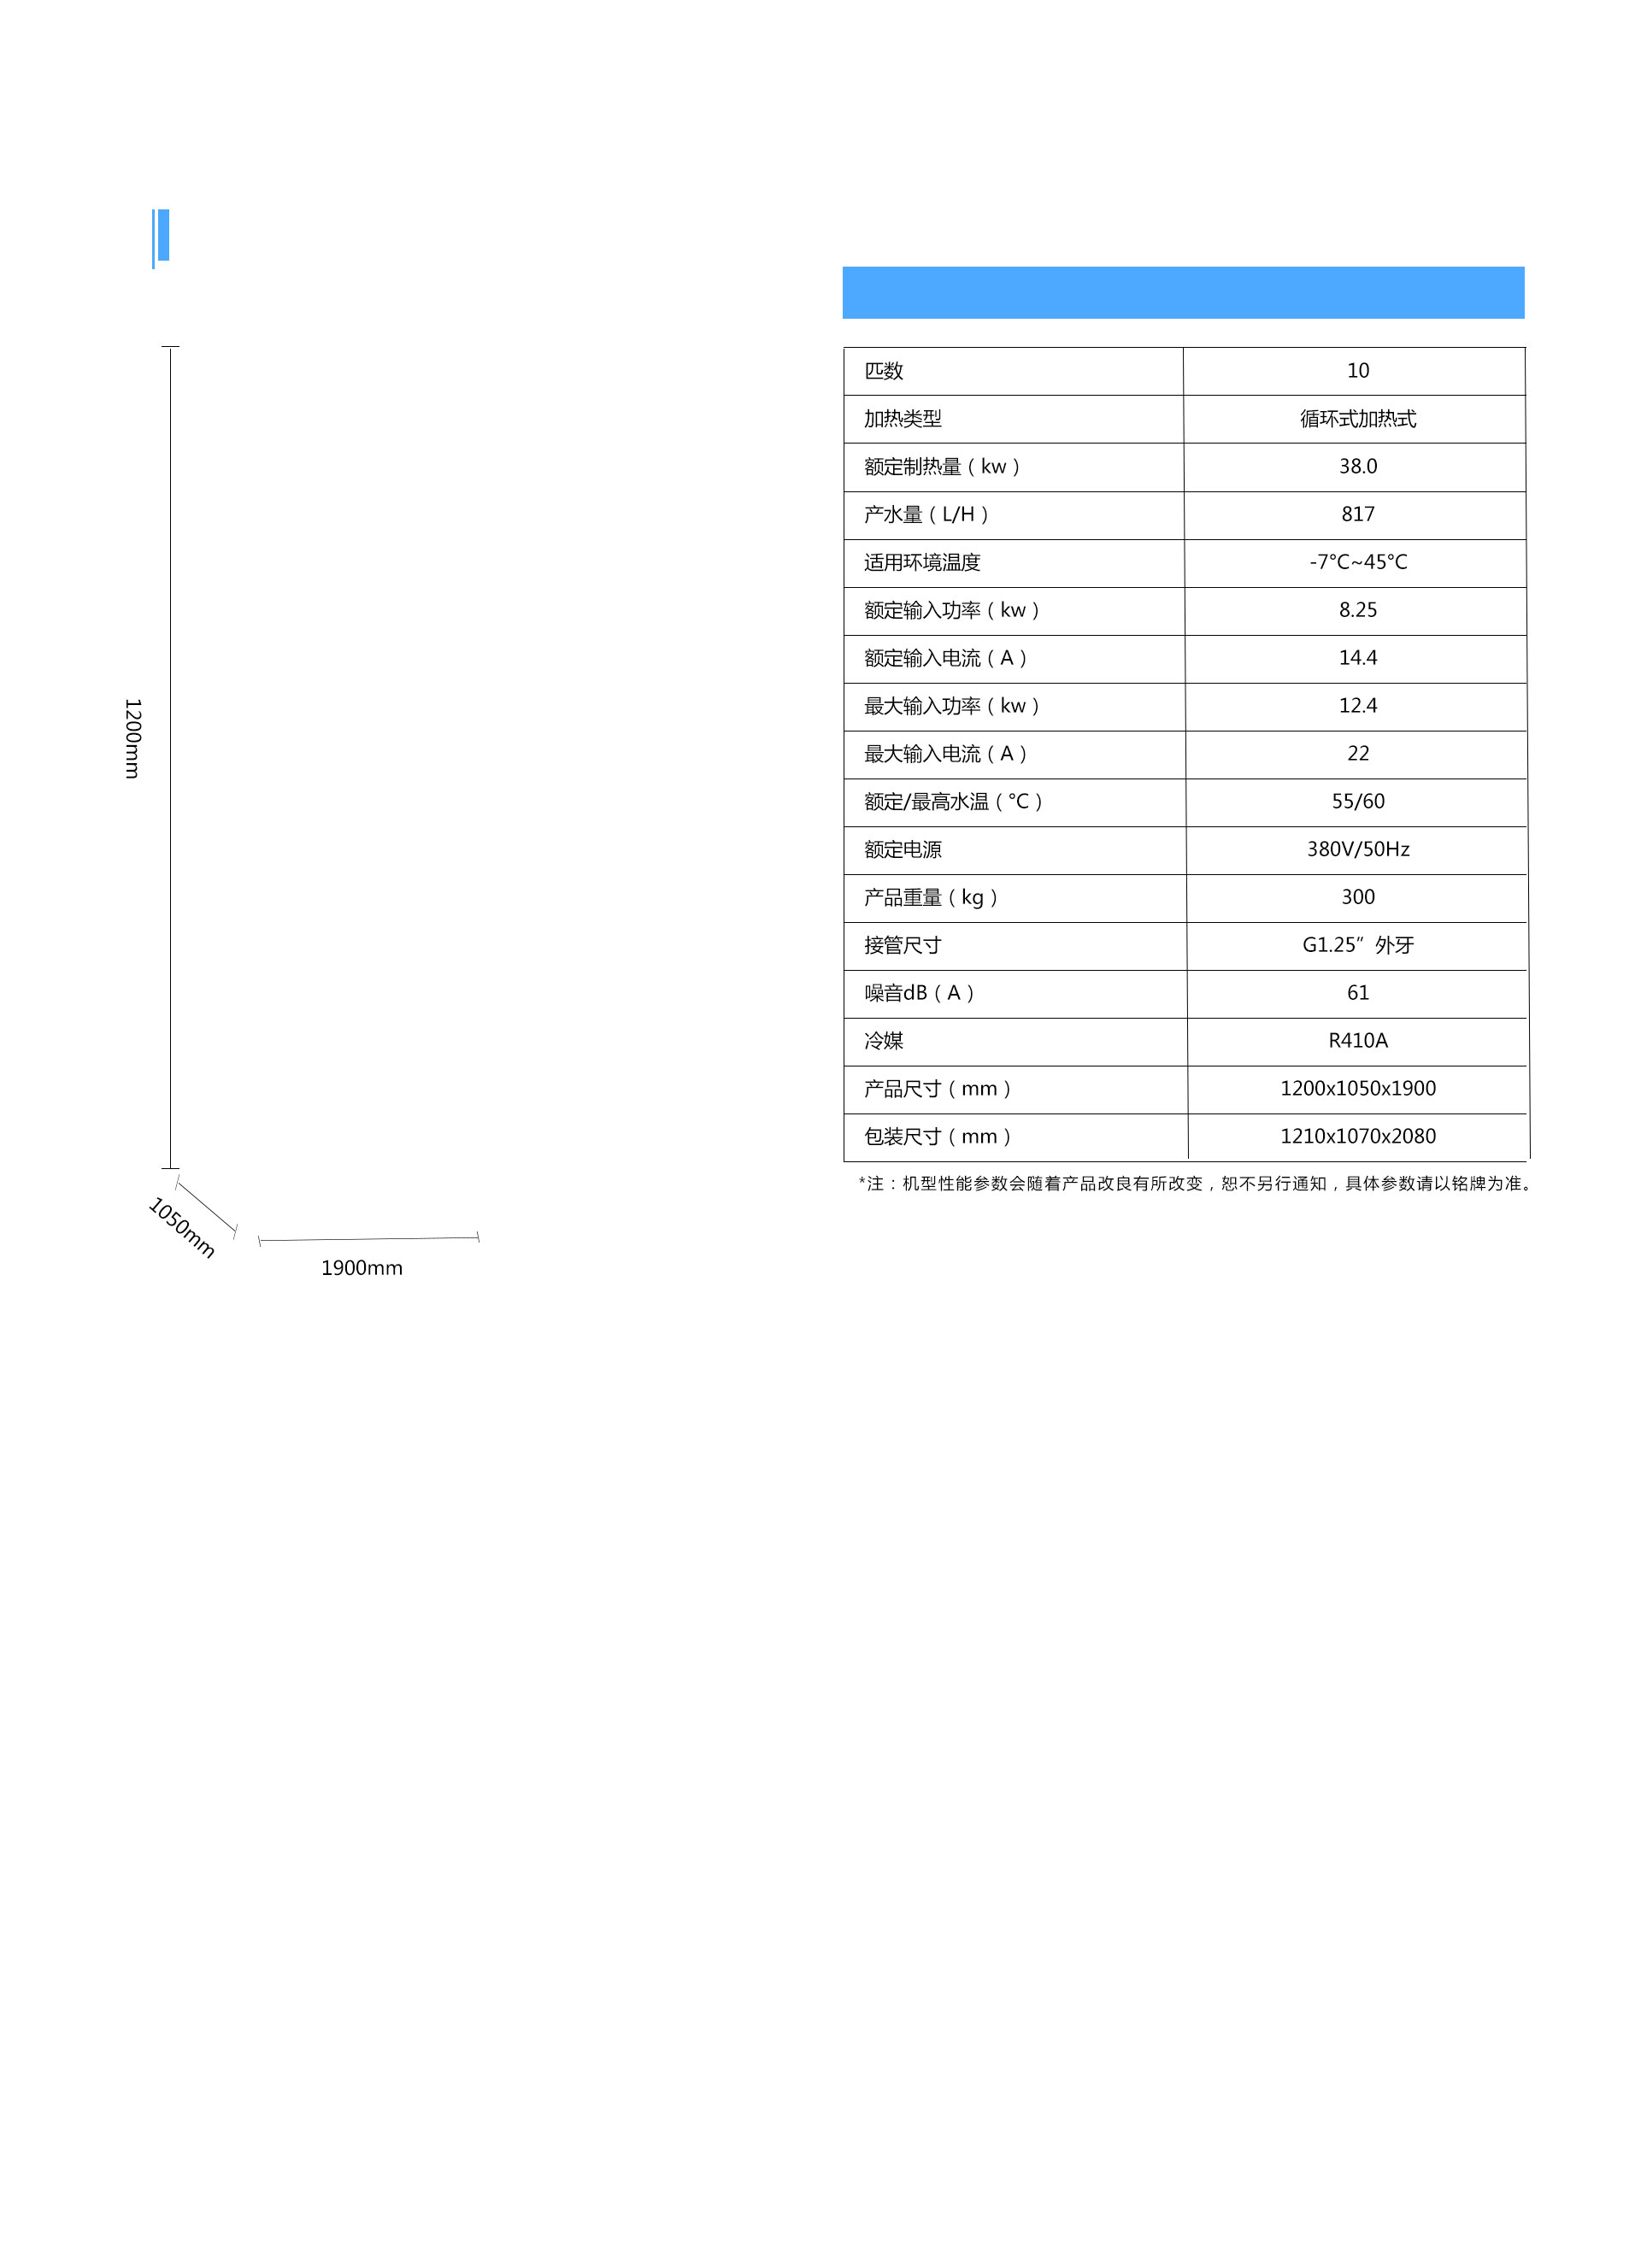 1200mm
1050mm
1900mm
匹数 10
加热类型 循环式加热式
额定制热量（kw） 38.0
产水量（L/H） 817
适用环境温度 -7°C~45°C
额定输入功率（kw） 8.25
额定输入电流（A） 14.4
最大输入功率（kw） 12.4
最大输入电流（A） 22
额定/最高水温（°C） 55/60
额定电源 380V/50Hz
产品重量（kg） 300
接管尺寸 G1.25”外牙
噪音dB（A） 61
冷媒 R410A
产品尺寸（mm） 1200x1050x1900
包装尺寸（mm） 1210x1070x2080
*注：机型性能参数会随着产品改良有所改变，恕不另行通知，具体参数请以铭牌为准。